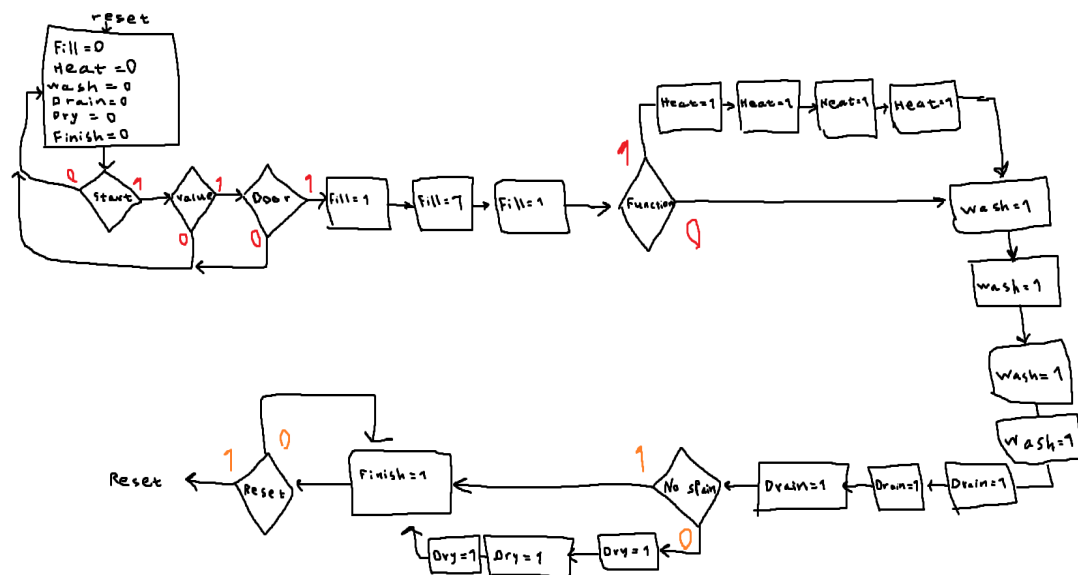 reset
Fill=0
Heat=0
wash=0
Drain=0
Dry=0
Finish=0
0
1
Start
1
value
0
Door
1
0
Fill=1
Fill=1
Fill=1
1
Function
0
Heat=1
Heat=1
Heat=1
Heat=1
wash=1
wash=1
wash=1
wash=1
Drain=1
Drain=1
Drain=1
1
No spain
0
Dry=1
Dry=1
Dry=1
Finish=1
0
1
Reset
Reset